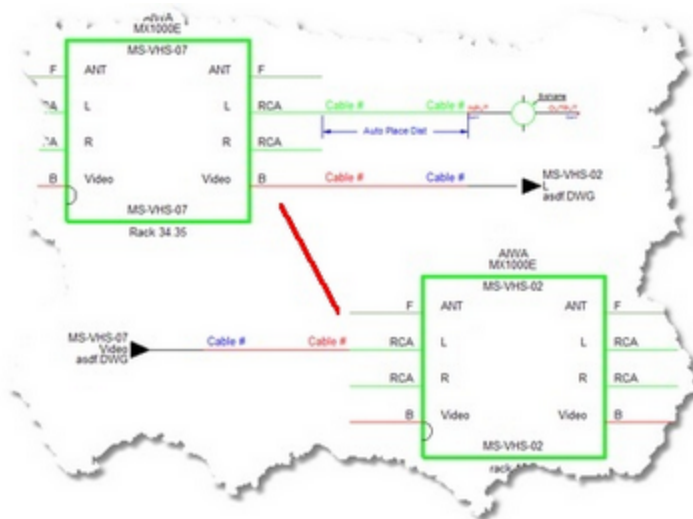 MX1000E
MS-VHS-07
F ANT ANT F
L L RCA Cable # Cable # INPUT OUTPUT
Auto Place Dist
R R RCA
B Video Video B Cable # Cable # MS-VHS-02
L
asdf.DWG
MS-VHS-07
Rack 34.35
AIWA
MX1000E
MS-VHS-02
F ANT ANT F
MS-VHS-07
Video
asdf.DWG
Cable # Cable # RCA L L RCA
RCA R R RCA
B Video Video B
MS-VHS-02